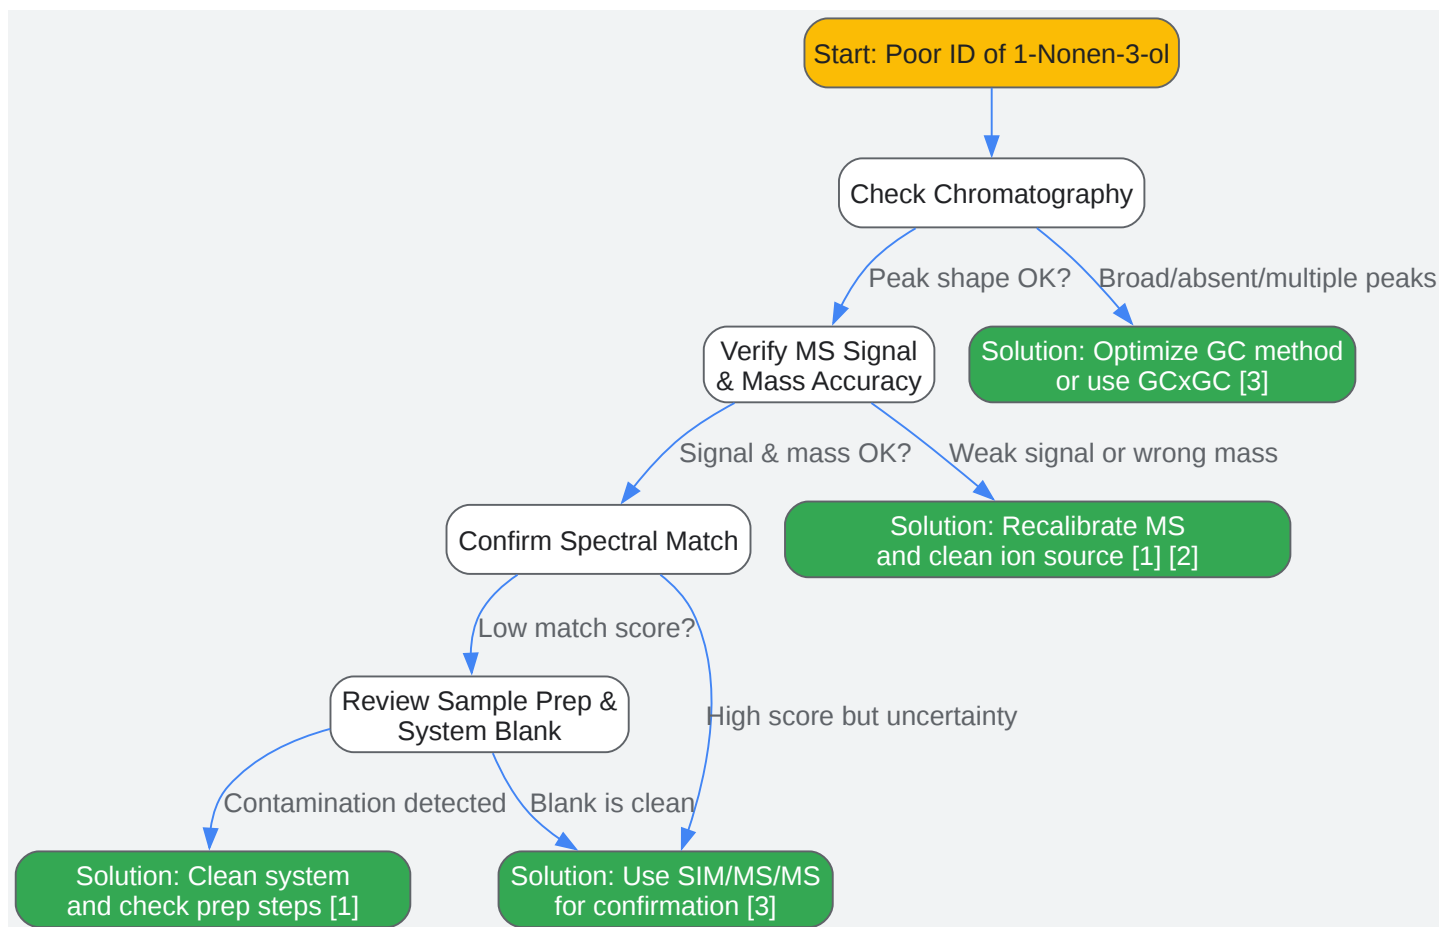 Start: Poor ID of 1-Nonen-3-ol
Check Chromatography
Peak shape OK?
Broad/absent/multiple peaks
Verify MS Signal
& Mass Accuracy
Solution: Optimize GC method
or use GCxGC [3]
Signal & mass OK?
Weak signal or wrong mass
Confirm Spectral Match
Solution: Recalibrate MS
and clean ion source [1] [2]
Low match score?
High score but uncertainty
Review Sample Prep &
System Blank
Contamination detected
Blank is clean
Solution: Clean system
and check prep steps [1]
Solution: Use SIM/MS/MS
for confirmation [3]